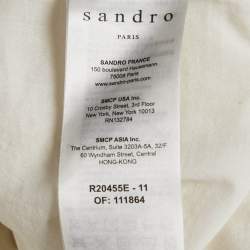 sandro
PARIS
SANDRO FRANCE
150 boulevard Haussmann
75008 Paris
www.sandro-paris.com
SMCP USA Inc.
10 Crosby Street, 3rd Floor
New York, New York 10013
RN132784
SMCP ASIA Inc.
The Centrium, Suite 3203A-5A, 32/F
60 Wyndham Street, Central
HONG-KONG
R20455E - 11
OF: 111864